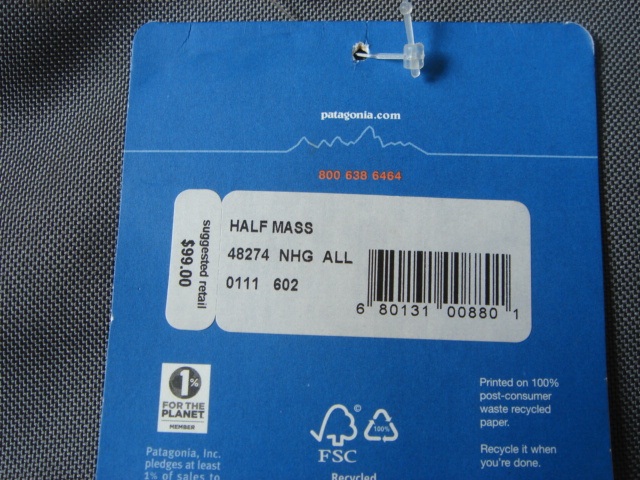 patagonia.com
800 638 6464
suggested retail
$99.00
HALF MASS
48274 NHG ALL
0111 602
6 80131 00880 1
1%
FOR THE
PLANET
MEMBER
Patagonia, Inc.
pledges at least
1% of sales to
©
FSC
100%
Recycled
Printed on 100%
post-consumer
waste recycled
paper.
Recycle it when
you're done.